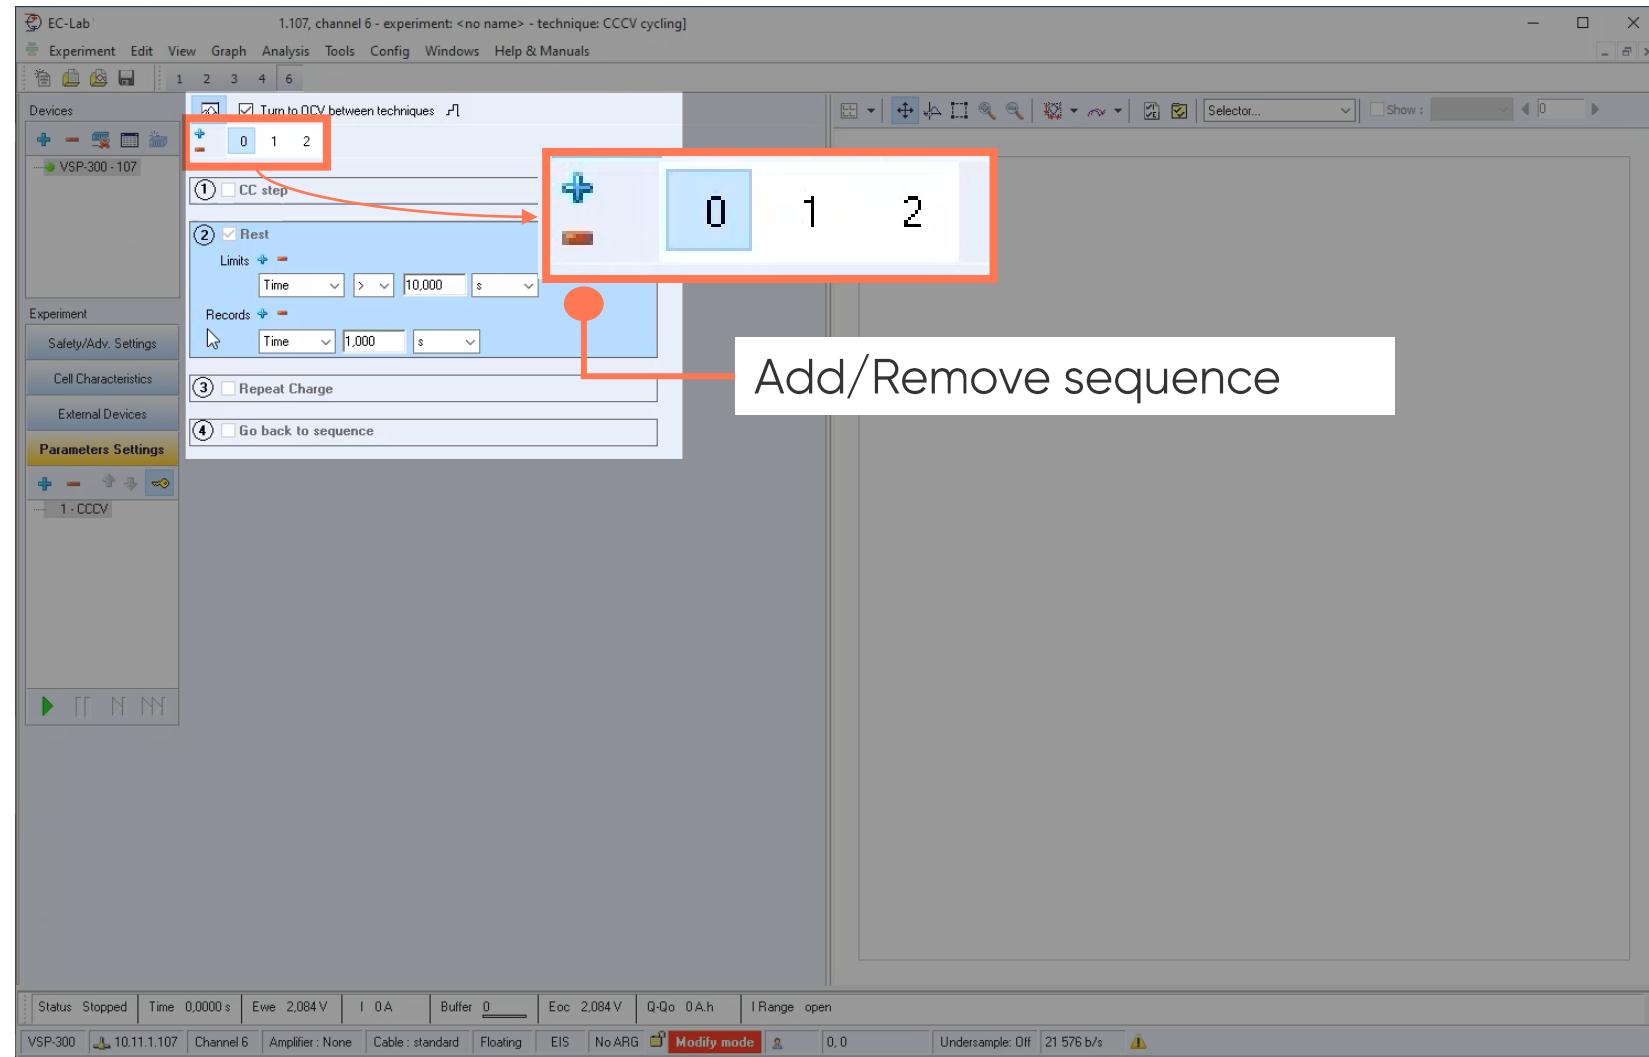 EC-Lab 1.107, channel 6 - experiment: <no name> - technique: CCCV cycling]
Experiment Edit View Graph Analysis Tools Config Windows Help & Manuals
1 2 3 4 6
Devices
Turn to OCV between techniques
Selector...
Show :
0
0 1 2
VSP-300 - 107
1 CC step
0 1 2
2 Rest
Limits
Time > 10,000 s
Experiment
Records
Safety/Adv. Settings
Time 1,000 s
Add/Remove sequence
Cell Characteristics
3 Repeat Charge
External Devices
4 Go back to sequence
Parameters Settings
1 - CCCV
Status Stopped Time 0,0000 s Ewe 2,084 V I 0 A Buffer 0 Eoc 2,084 V Q-Qo 0 A.h I Range open
VSP-300 10.11.1.107 Channel 6 Amplifier : None Cable : standard Floating EIS No ARG Modify mode 0, 0 Undersample: Off 21 576 b/s